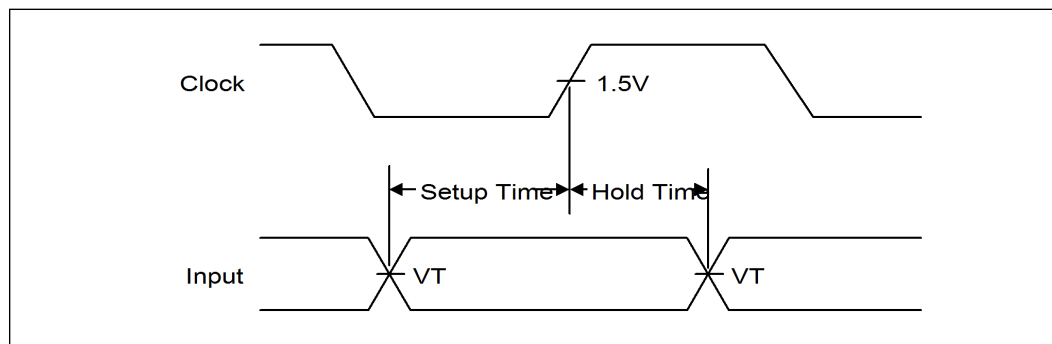 Clock
1.5V
Setup Time
Hold Time
Input
VT
VT